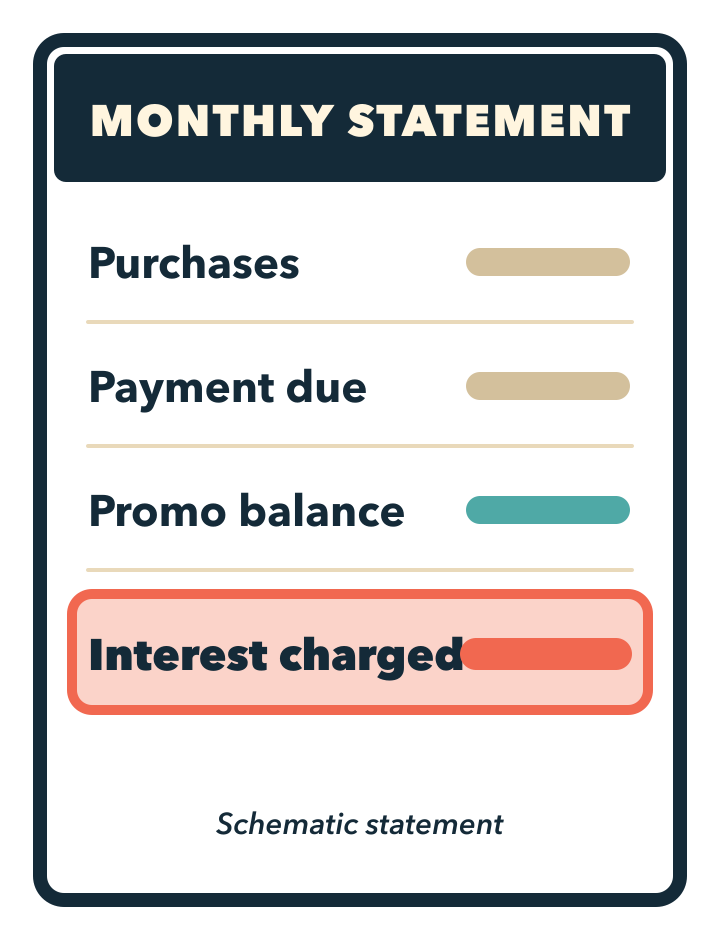 MONTHLY STATEMENT
Purchases
Payment due
Promo balance
Interest charged
Schematic statement